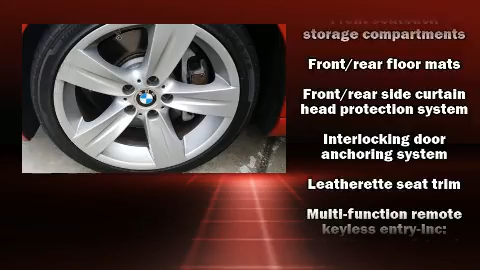 storage compartments
Front/rear floor mats
Front/rear side curtain
head protection system
Interlocking door
anchoring system
Leatherette seat trim
Multi-function remote
keyless entry-inc:
BMW